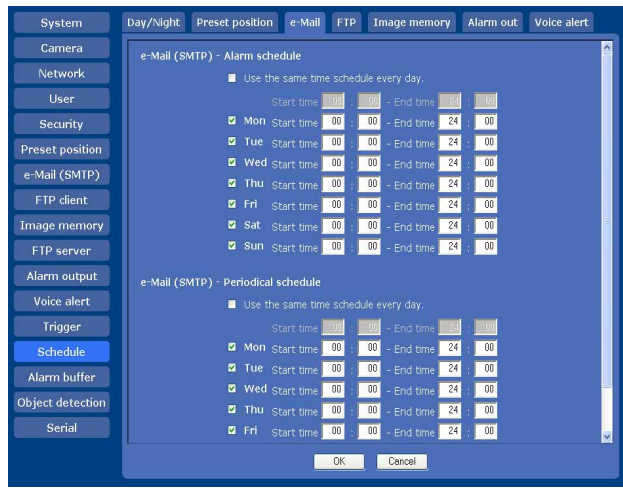 System
Camera
Network
User
Security
Preset position
e-Mail (SMTP)
FTP client
Image memory
FTP server
Alarm output
Voice alert
Trigger
Schedule
Alarm buffer
Object detection
Serial
Day/Night Preset position e-Mail FTP Image memory Alarm out Voice alert
e-Mail (SMTP) - Alarm schedule
Use the same time schedule every day.
Start time 00 : 00 - End time 24 : 00
Mon Start time 00 : 00 - End time 24 : 00
Tue Start time 00 : 00 - End time 24 : 00
Wed Start time 00 : 00 - End time 24 : 00
Thu Start time 00 : 00 - End time 24 : 00
Fri Start time 00 : 00 - End time 24 : 00
Sat Start time 00 : 00 - End time 24 : 00
Sun Start time 00 : 00 - End time 24 : 00
e-Mail (SMTP) - Periodical schedule
Use the same time schedule every day.
Start time 00 : 00 - End time 24 : 00
Mon Start time 00 : 00 - End time 24 : 00
Tue Start time 00 : 00 - End time 24 : 00
Wed Start time 00 : 00 - End time 24 : 00
Thu Start time 00 : 00 - End time 24 : 00
Fri Start time 00 : 00 - End time 24 : 00
OK Cancel